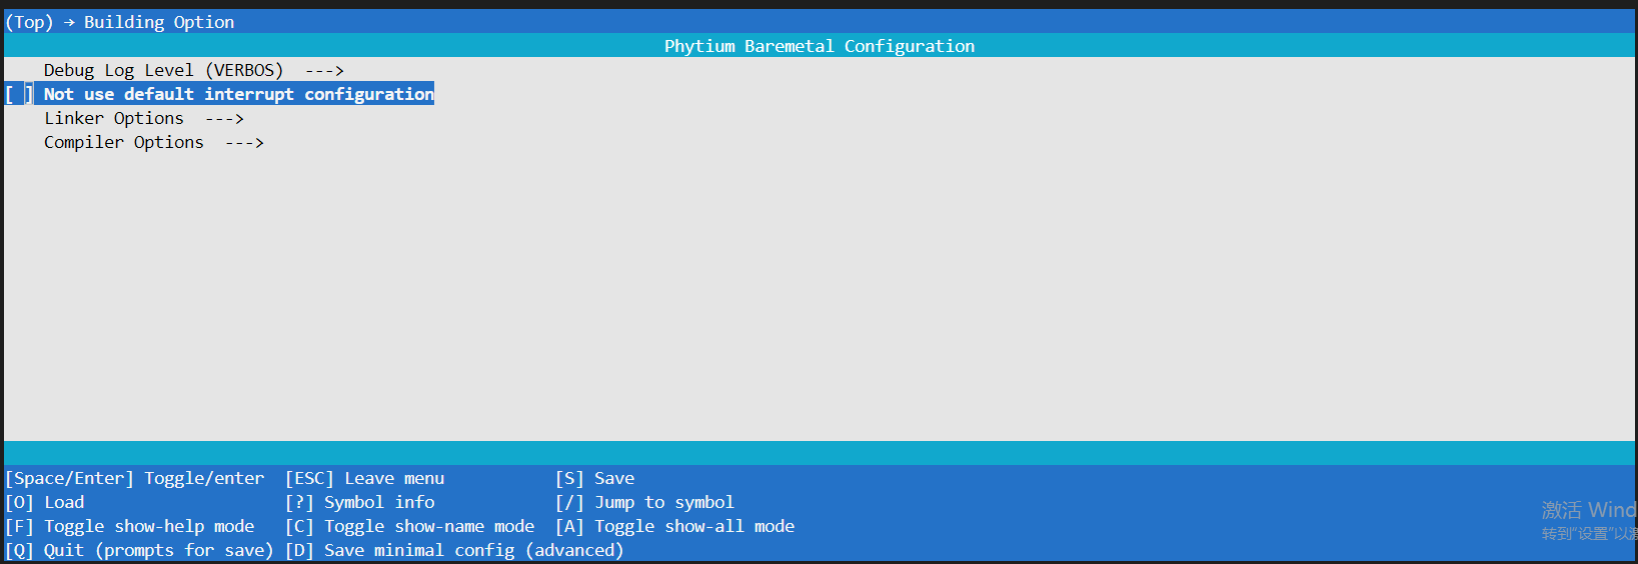 (Top) → Building Option
Phytium Baremetal Configuration
Debug Log Level (VERBOS)  --->
[ ] Not use default interrupt configuration
Linker Options  --->
Compiler Options  --->
[Space/Enter] Toggle/enter  [ESC] Leave menu           [S] Save
[O] Load                    [?] Symbol info            [/] Jump to symbol
[F] Toggle show-help mode   [C] Toggle show-name mode  [A] Toggle show-all mode
[Q] Quit (prompts for save) [D] Save minimal config (advanced)
激活 Wind
转到"设置"以激